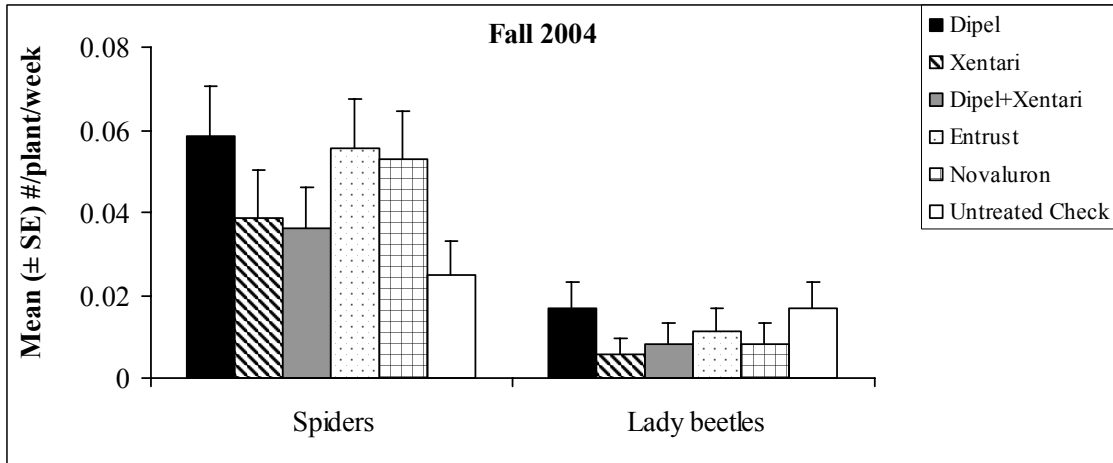 Fall 2004
Mean (± SE) #/plant/week
0.08
0.06
0.04
0.02
0
Spiders
Lady beetles
Dipel
Xentari
Dipel+Xentari
Entrust
Novaluron
Untreated Check